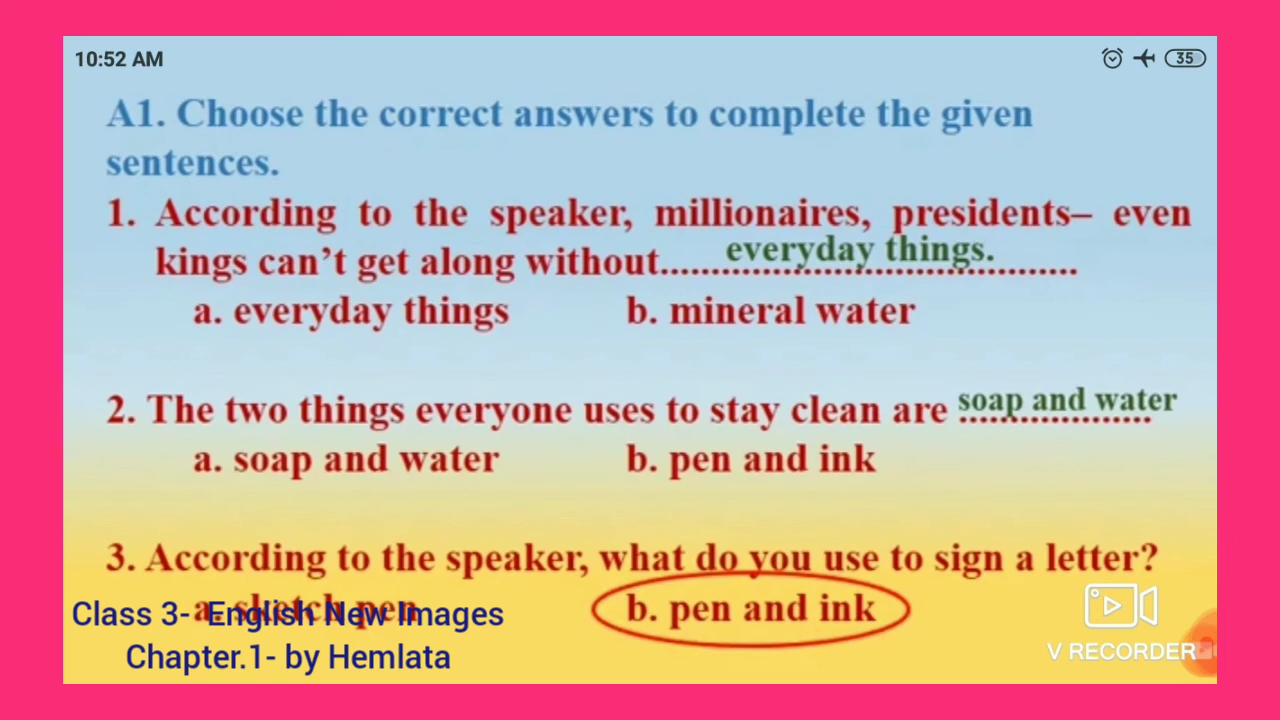 10:52 AM
35
A1. Choose the correct answers to complete the given
sentences.
1. According to the speaker, millionaires, presidents– even
kings can't get along without.......................................... everyday things.
a. everyday things b. mineral water
2. The two things everyone uses to stay clean are ................... soap and water
a. soap and water b. pen and ink
3. According to the speaker, what do you use to sign a letter?
a. sketch pen b. pen and ink
Class 3- English New Images
Chapter.1- by Hemlata
V RECORDER